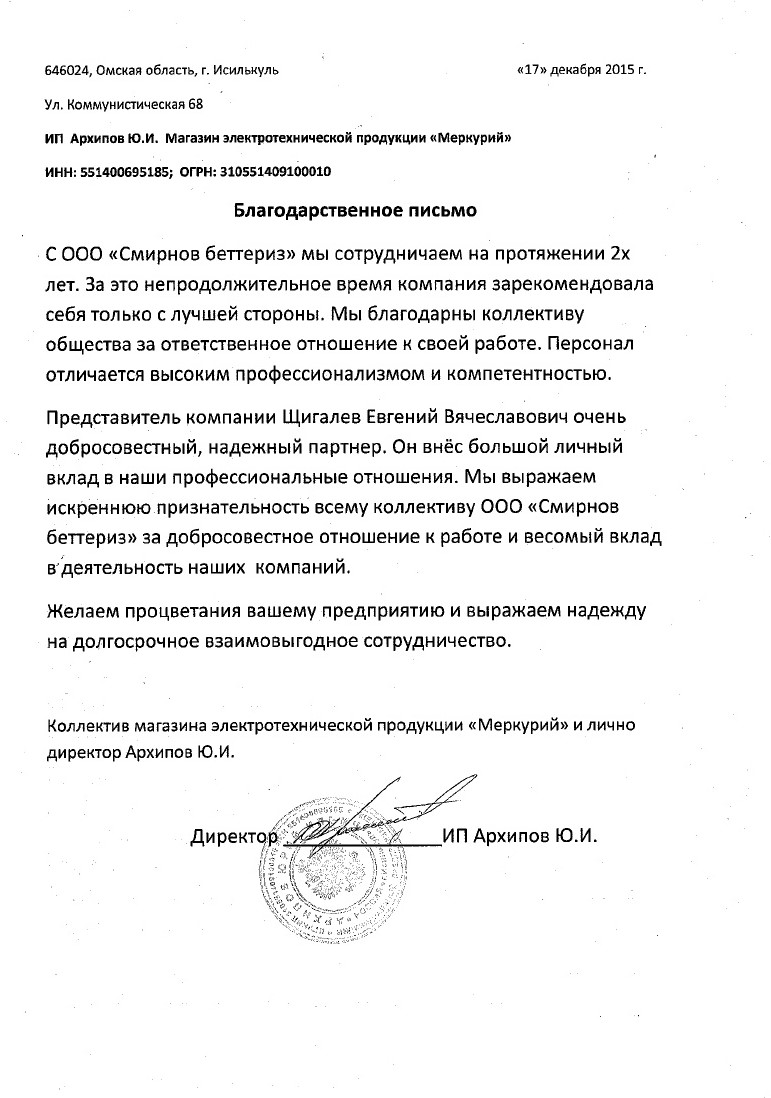 646024, Омская область, г. Исилькуль «17» декабря 2015 г.
Ул. Коммунистическая 68
ИП Архипов Ю.И. Магазин электротехнической продукции «Меркурий»
ИНН: 551400695185; ОГРН: 310551409100010
Благодарственное письмо
С ООО «Смирнов беттериз» мы сотрудничаем на протяжении 2х
лет. За это непродолжительное время компания зарекомендовала
себя только с лучшей стороны. Мы благодарны коллективу
общества за ответственное отношение к своей работе. Персонал
отличается высоким профессионализмом и компетентностью.
Представитель компании Щигалев Евгений Вячеславович очень
добросовестный, надежный партнер. Он внёс большой личный
вклад в наши профессиональные отношения. Мы выражаем
искреннюю признательность всему коллективу ООО «Смирнов
беттериз» за добросовестное отношение к работе и весомый вклад
в деятельность наших компаний.
Желаем процветания вашему предприятию и выражаем надежду
на долгосрочное взаимовыгодное сотрудничество.
Коллектив магазина электротехнической продукции «Меркурий» и лично
директор Архипов Ю.И.
Директор ИП Архипов Ю.И.